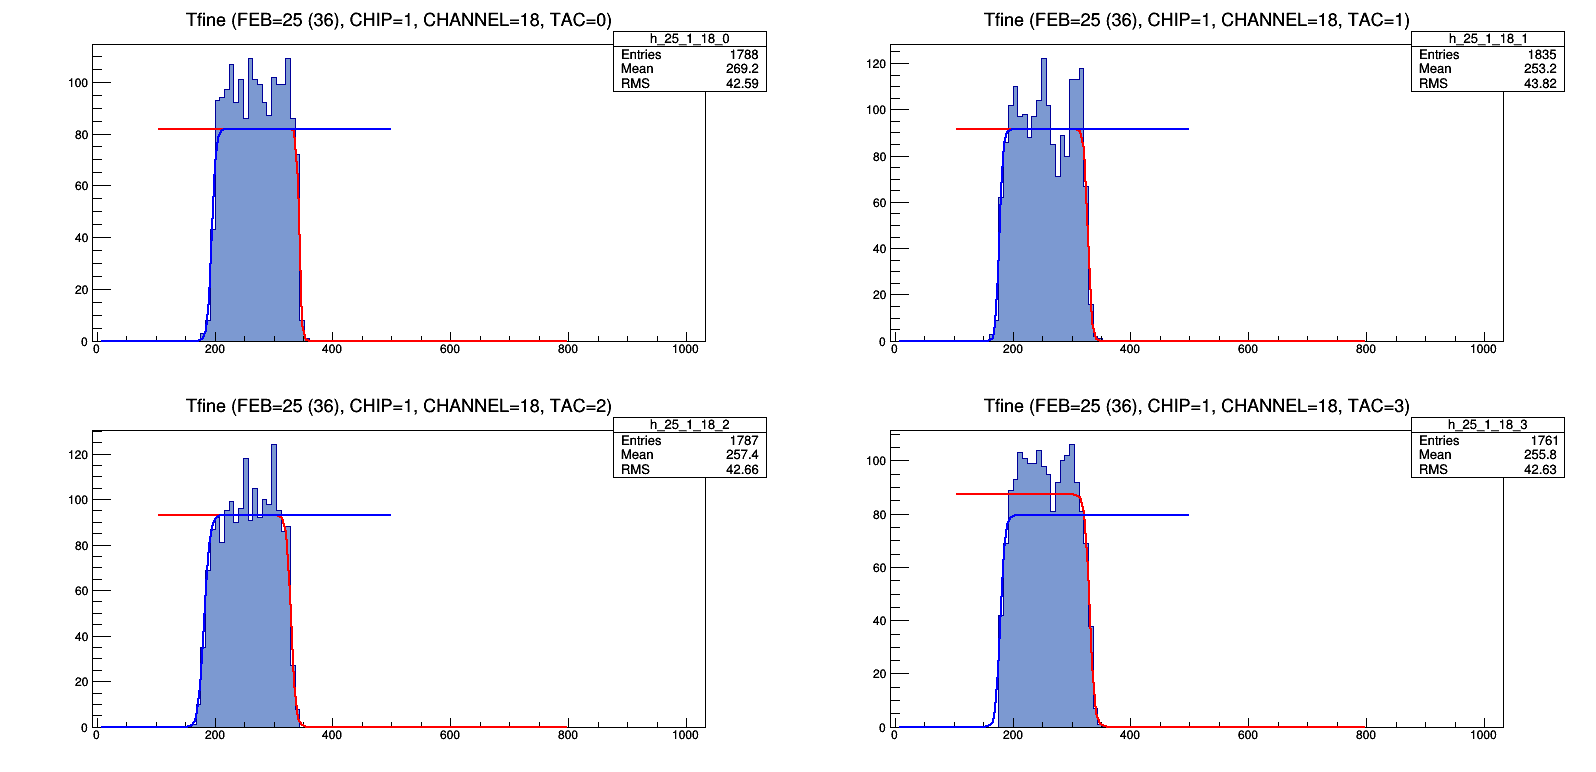 Tfine (FEB=25 (36), CHIP=1, CHANNEL=18, TAC=0)
h_25_1_18_0
Entries 1788
Mean 269.2
RMS 42.59
100
80
60
40
20
0
0 200 400 600 800 1000
Tfine (FEB=25 (36), CHIP=1, CHANNEL=18, TAC=1)
h_25_1_18_1
Entries 1835
Mean 253.2
RMS 43.82
120
100
80
60
40
20
0
0 200 400 600 800 1000
Tfine (FEB=25 (36), CHIP=1, CHANNEL=18, TAC=2)
h_25_1_18_2
Entries 1787
Mean 257.4
RMS 42.66
120
100
80
60
40
20
0
0 200 400 600 800 1000
Tfine (FEB=25 (36), CHIP=1, CHANNEL=18, TAC=3)
h_25_1_18_3
Entries 1761
Mean 255.8
RMS 42.63
100
80
60
40
20
0
0 200 400 600 800 1000